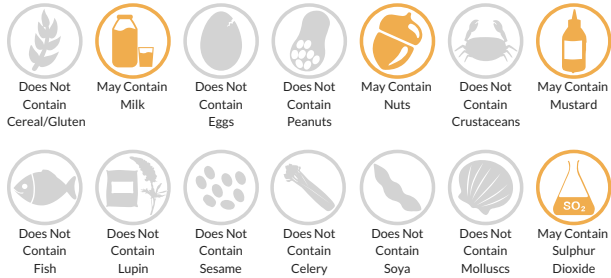 Does Not
Contain
Cereal/Gluten
May Contain
Milk
Does Not
Contain
Eggs
Does Not
Contain
Peanuts
May Contain
Nuts
Does Not
Contain
Crustaceans
May Contain
Mustard
Does Not
Contain
Fish
Does Not
Contain
Lupin
Does Not
Contain
Sesame
Does Not
Contain
Celery
Does Not
Contain
Soya
Does Not
Contain
Molluscs
SO₂
May Contain
Sulphur
Dioxide